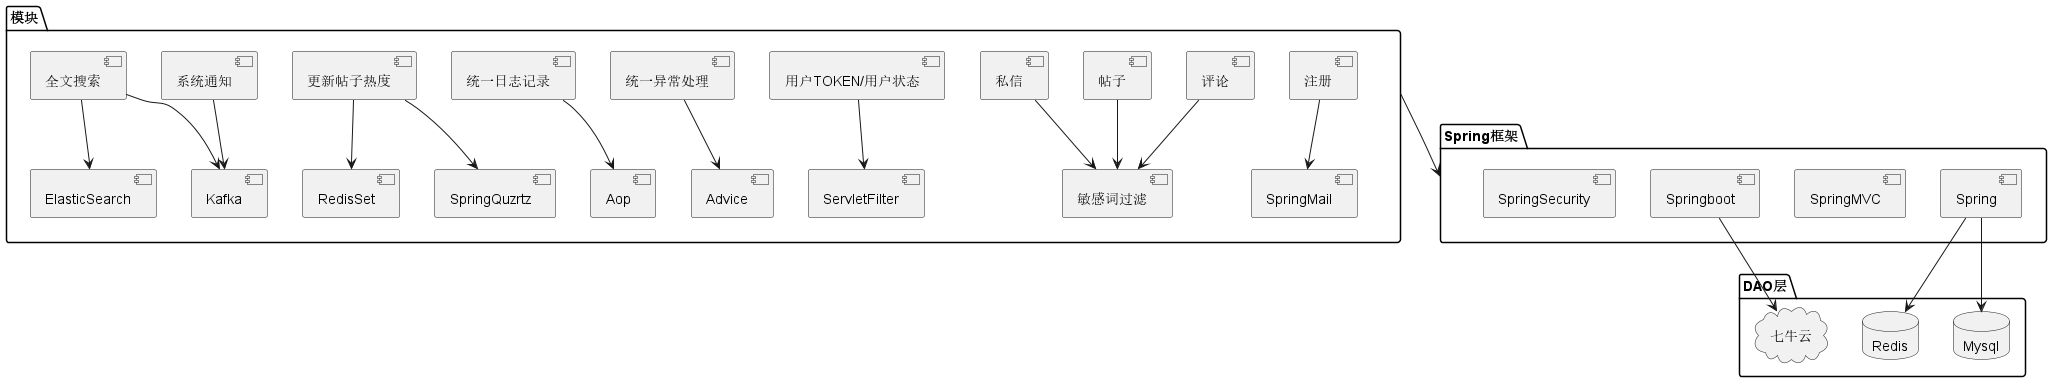 模块
全文搜索
系统通知
更新帖子热度
统一日志记录
统一异常处理
用户TOKEN/用户状态
私信
帖子
评论
注册
ElasticSearch
Kafka
RedisSet
SpringQuzrtz
Aop
Advice
ServletFilter
敏感词过滤
SpringMail
Spring框架
SpringSecurity
Springboot
SpringMVC
Spring
DAO层
七牛云
Redis
Mysql